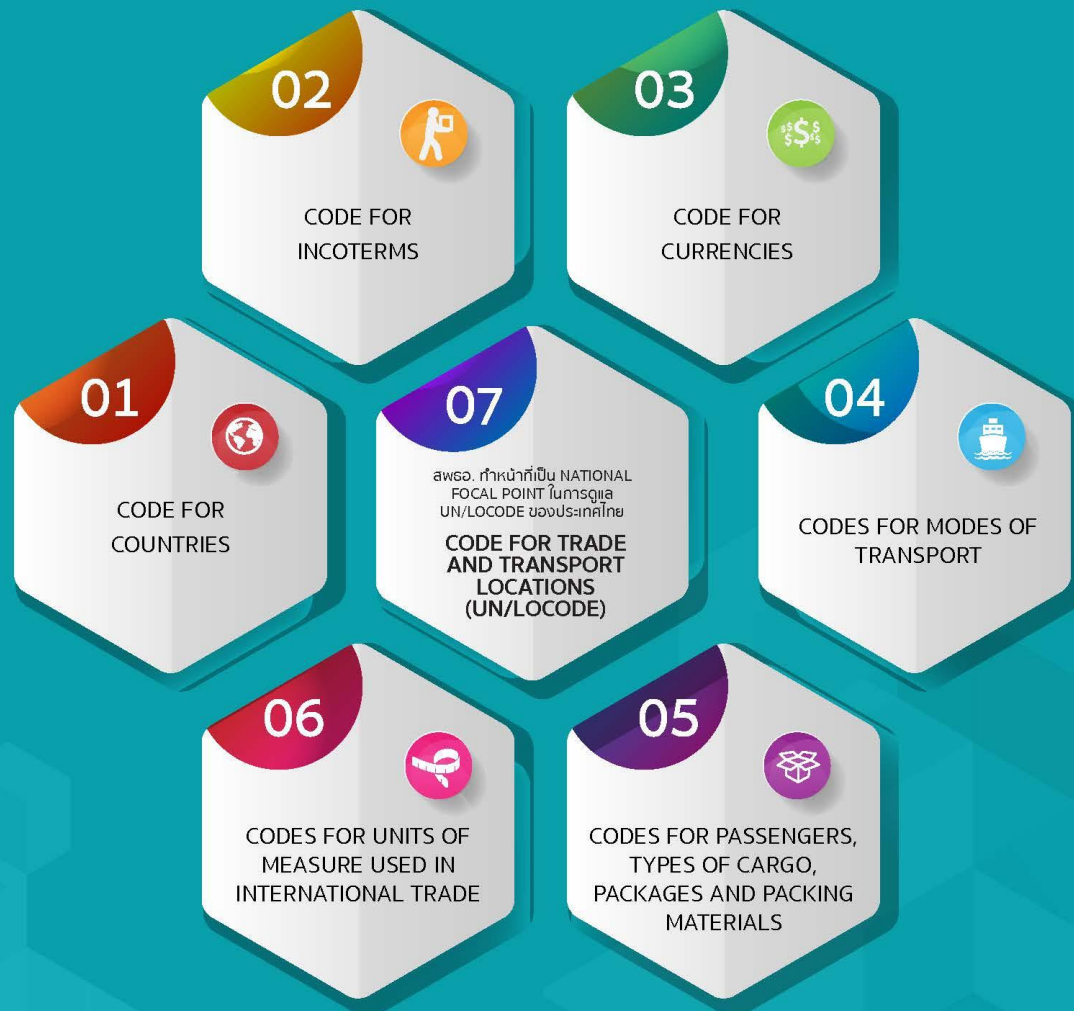 01
CODE FOR
COUNTRIES
02
CODE FOR
INCOTERMS
03
CODE FOR
CURRENCIES
04
CODES FOR MODES OF
TRANSPORT
05
CODES FOR PASSENGERS,
TYPES OF CARGO,
PACKAGES AND PACKING
MATERIALS
06
CODES FOR UNITS OF
MEASURE USED IN
INTERNATIONAL TRADE
07
สพธอ. ทำหน้าที่เป็น NATIONAL
FOCAL POINT ในการดูแล
UN/LOCODE ของประเทศไทย
CODE FOR TRADE
AND TRANSPORT
LOCATIONS
(UN/LOCODE)